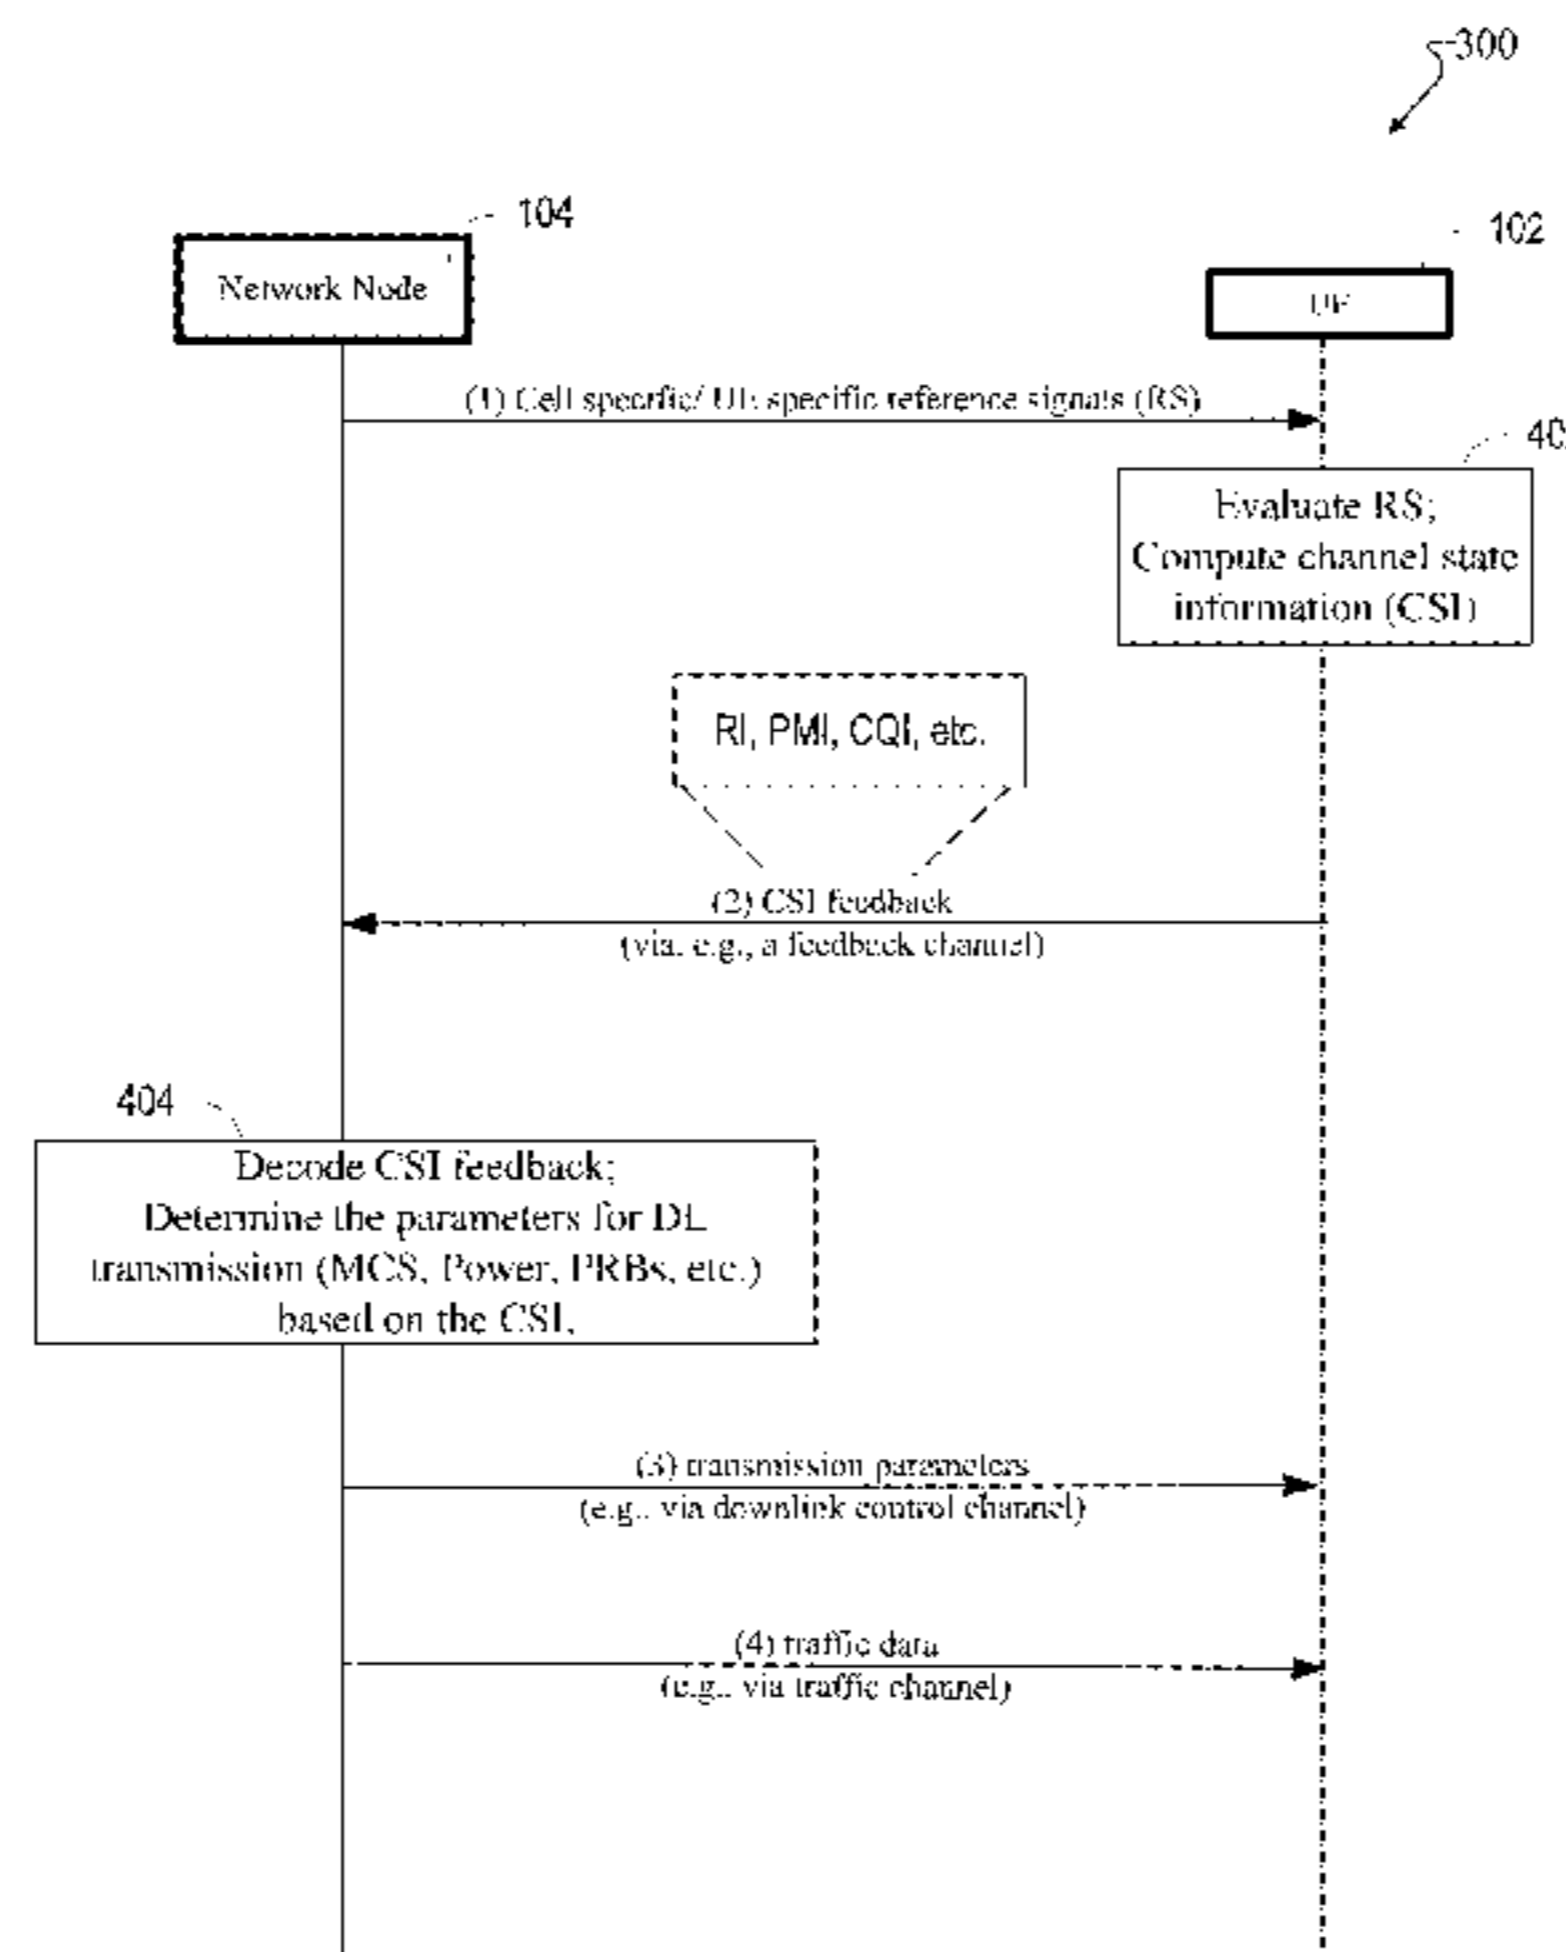 300
104
102
Network Node
UE
(1) Cell specific/ UE specific reference signals (RS)
40
Evaluate RS;
Compute channel state
information (CSI)
RI, PMI, CQI, etc.
(2) CSI feedback
(via, e.g., a feedback channel)
404
Decode CSI feedback;
Determine the parameters for DL
transmission (MCS, Power, PRBs, etc.)
based on the CSI,
(3) transmission parameters
(e.g., via downlink control channel)
(4) traffic data
(e.g., via traffic channel)